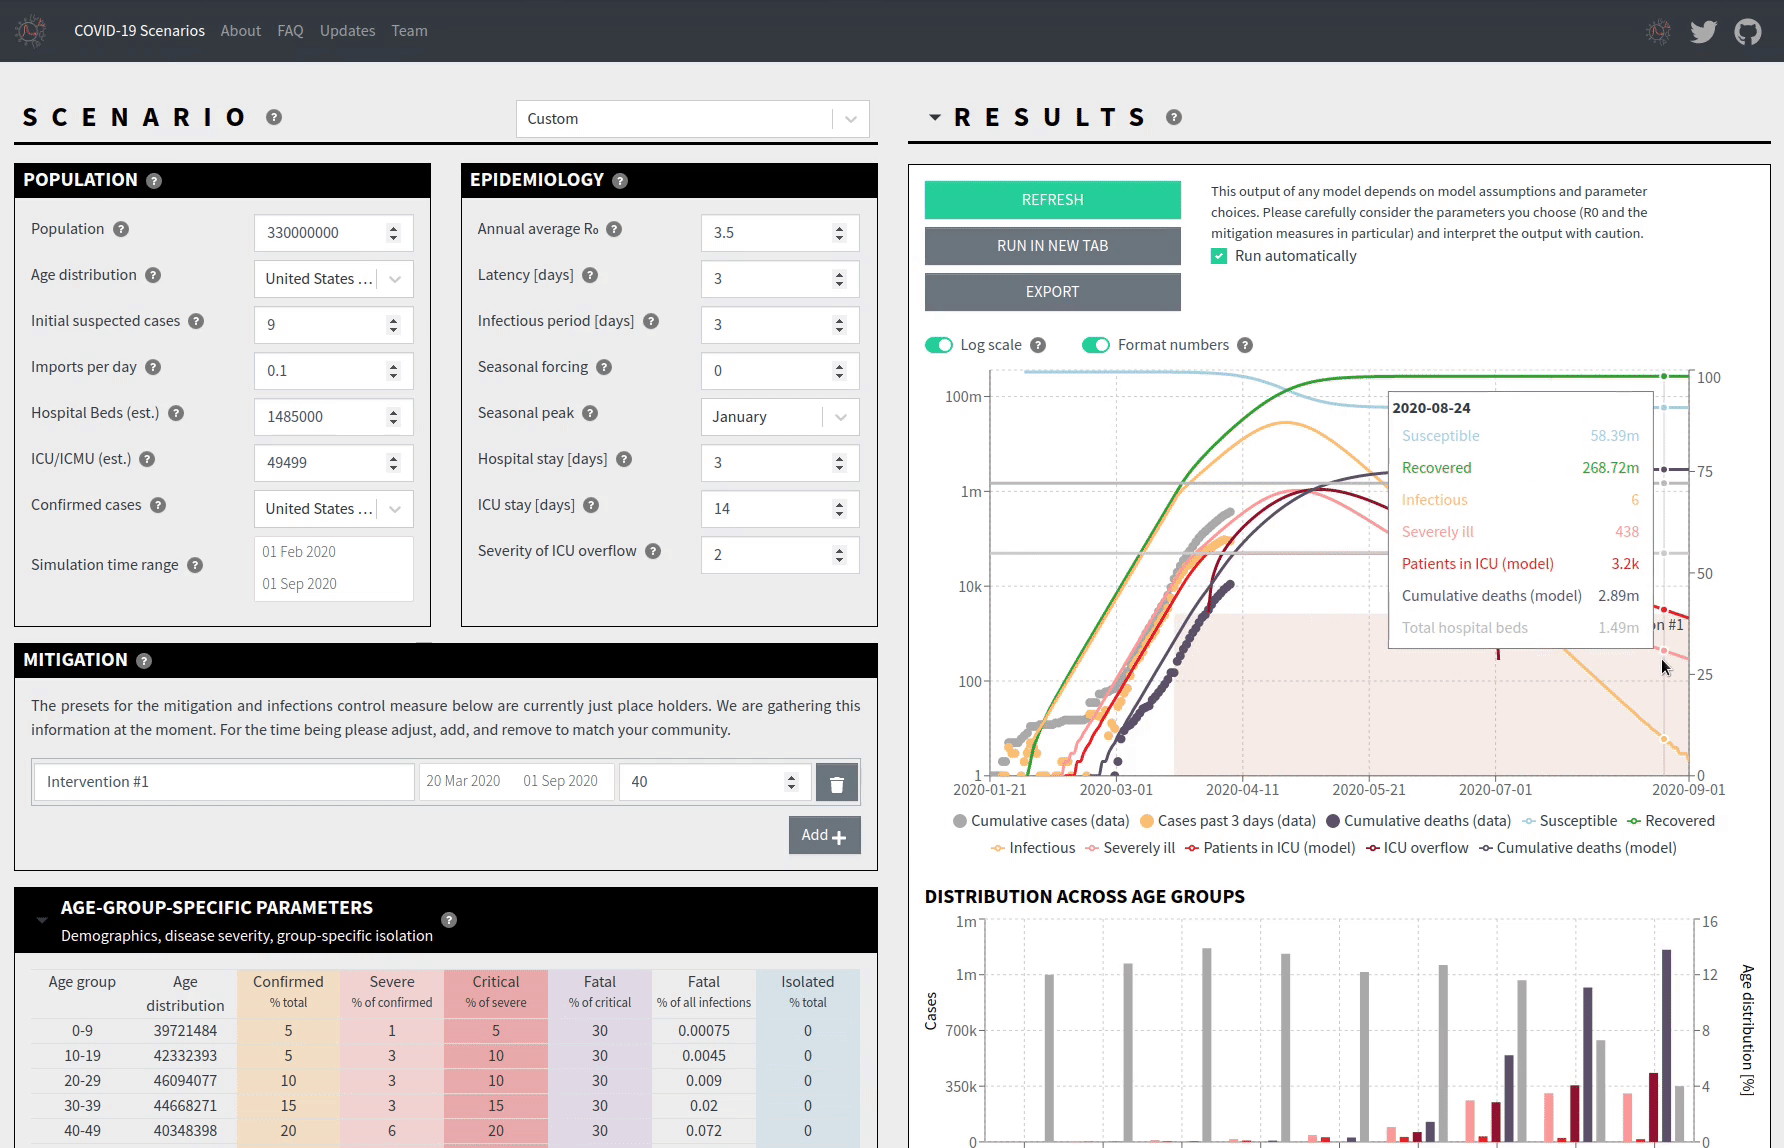 COVID-19 Scenarios About FAQ Updates Team
SCENARIO ?
Custom
POPULATION ?
Population ? 330000000
Age distribution ? United States ...
Initial suspected cases ? 9
Imports per day ? 0.1
Hospital Beds (est.) ? 1485000
ICU/ICMU (est.) ? 49499
Confirmed cases ? United States ...
Simulation time range ? 01 Feb 2020
01 Sep 2020
EPIDEMIOLOGY ?
Annual average R₀ ? 3.5
Latency [days] ? 3
Infectious period [days] ? 3
Seasonal forcing ? 0
Seasonal peak ? January
Hospital stay [days] ? 3
ICU stay [days] ? 14
Severity of ICU overflow ? 2
MITIGATION ?
The presets for the mitigation and infections control measure below are currently just place holders. We are gathering this
information at the moment. For the time being please adjust, add, and remove to match your community.
Intervention #1 20 Mar 2020 01 Sep 2020 40
Add +
AGE-GROUP-SPECIFIC PARAMETERS ?
Demographics, disease severity, group-specific isolation
Age group Age distribution Confirmed % total Severe % of confirmed Critical % of severe Fatal % of critical Fatal % of all infections Isolated % total
0-9 39721484 5 1 5 30 0.00075 0
10-19 42332393 5 3 10 30 0.0045 0
20-29 46094077 10 3 10 30 0.009 0
30-39 44668271 15 3 15 30 0.02 0
40-49 40348398 20 6 20 30 0.072 0
RESULTS ?
REFRESH
RUN IN NEW TAB
EXPORT
This output of any model depends on model assumptions and parameter
choices. Please carefully consider the parameters you choose (R0 and the
mitigation measures in particular) and interpret the output with caution.
Run automatically
Log scale ? Format numbers ?
100m
1m
10k
100
1
100
75
50
25
0
2020-08-24
Susceptible 58.39m
Recovered 268.72m
Infectious 6
Severely ill 438
Patients in ICU (model) 3.2k
Cumulative deaths (model) 2.89m
Total hospital beds 1.49m
n #1
2020-01-21 2020-03-01 2020-04-11 2020-05-21 2020-07-01 2020-09-01
Cumulative cases (data) Cases past 3 days (data) Cumulative deaths (data) Susceptible Recovered
Infectious Severely ill Patients in ICU (model) ICU overflow Cumulative deaths (model)
DISTRIBUTION ACROSS AGE GROUPS
1m
1m
700k
350k
0
Cases
16
12
8
4
0
Age distribution [%]